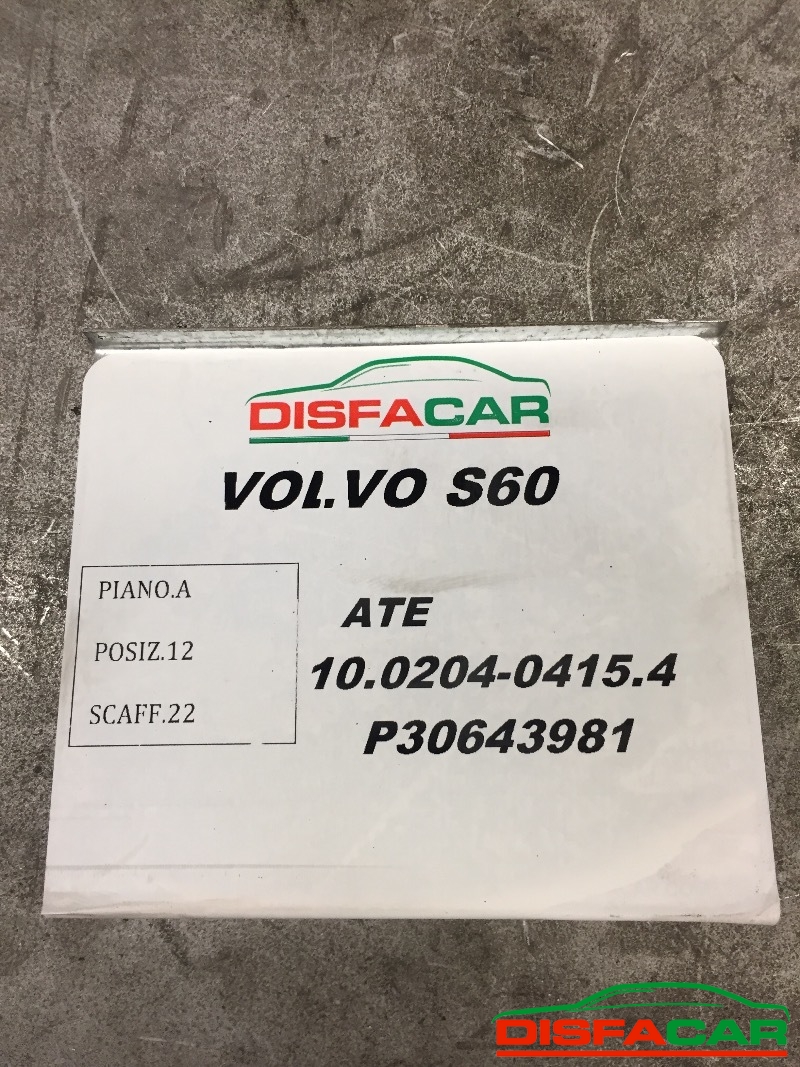 DISFACAR
VOLVO S60
PIANO.A
POSIZ.12
SCAFF.22
ATE
10.0204-0415.4
P30643981
DISFACAR